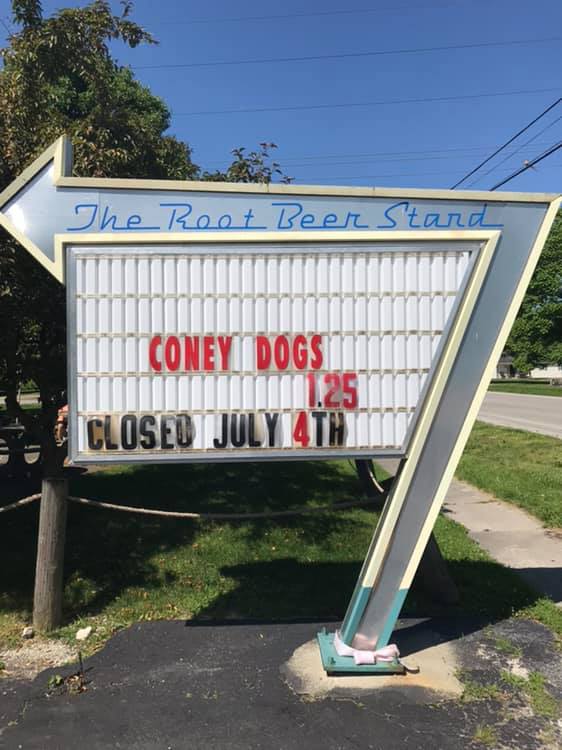 The Root Beer Stand
CONEY DOGS
1.25
CLOSED JULY 4TH